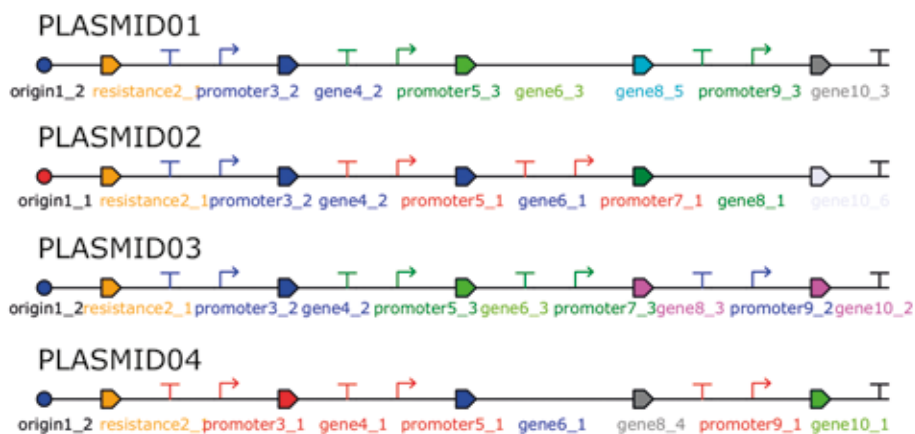 PLASMID01
origin1_2 resistance2_1 promoter3_2 gene4_2 promoter5_3 gene6_3 gene8_5 promoter9_3 gene10_3
PLASMID02
origin1_1 resistance2_1 promoter3_2 gene4_2 promoter5_1 gene6_1 promoter7_1 gene8_1 gene10_6
PLASMID03
origin1_2 resistance2_1 promoter3_2 gene4_2 promoter5_3 gene6_3 promoter7_3 gene8_3 promoter9_2 gene10_2
PLASMID04
origin1_2 resistance2_1 promoter3_1 gene4_1 promoter5_1 gene6_1 gene8_4 promoter9_1 gene10_1